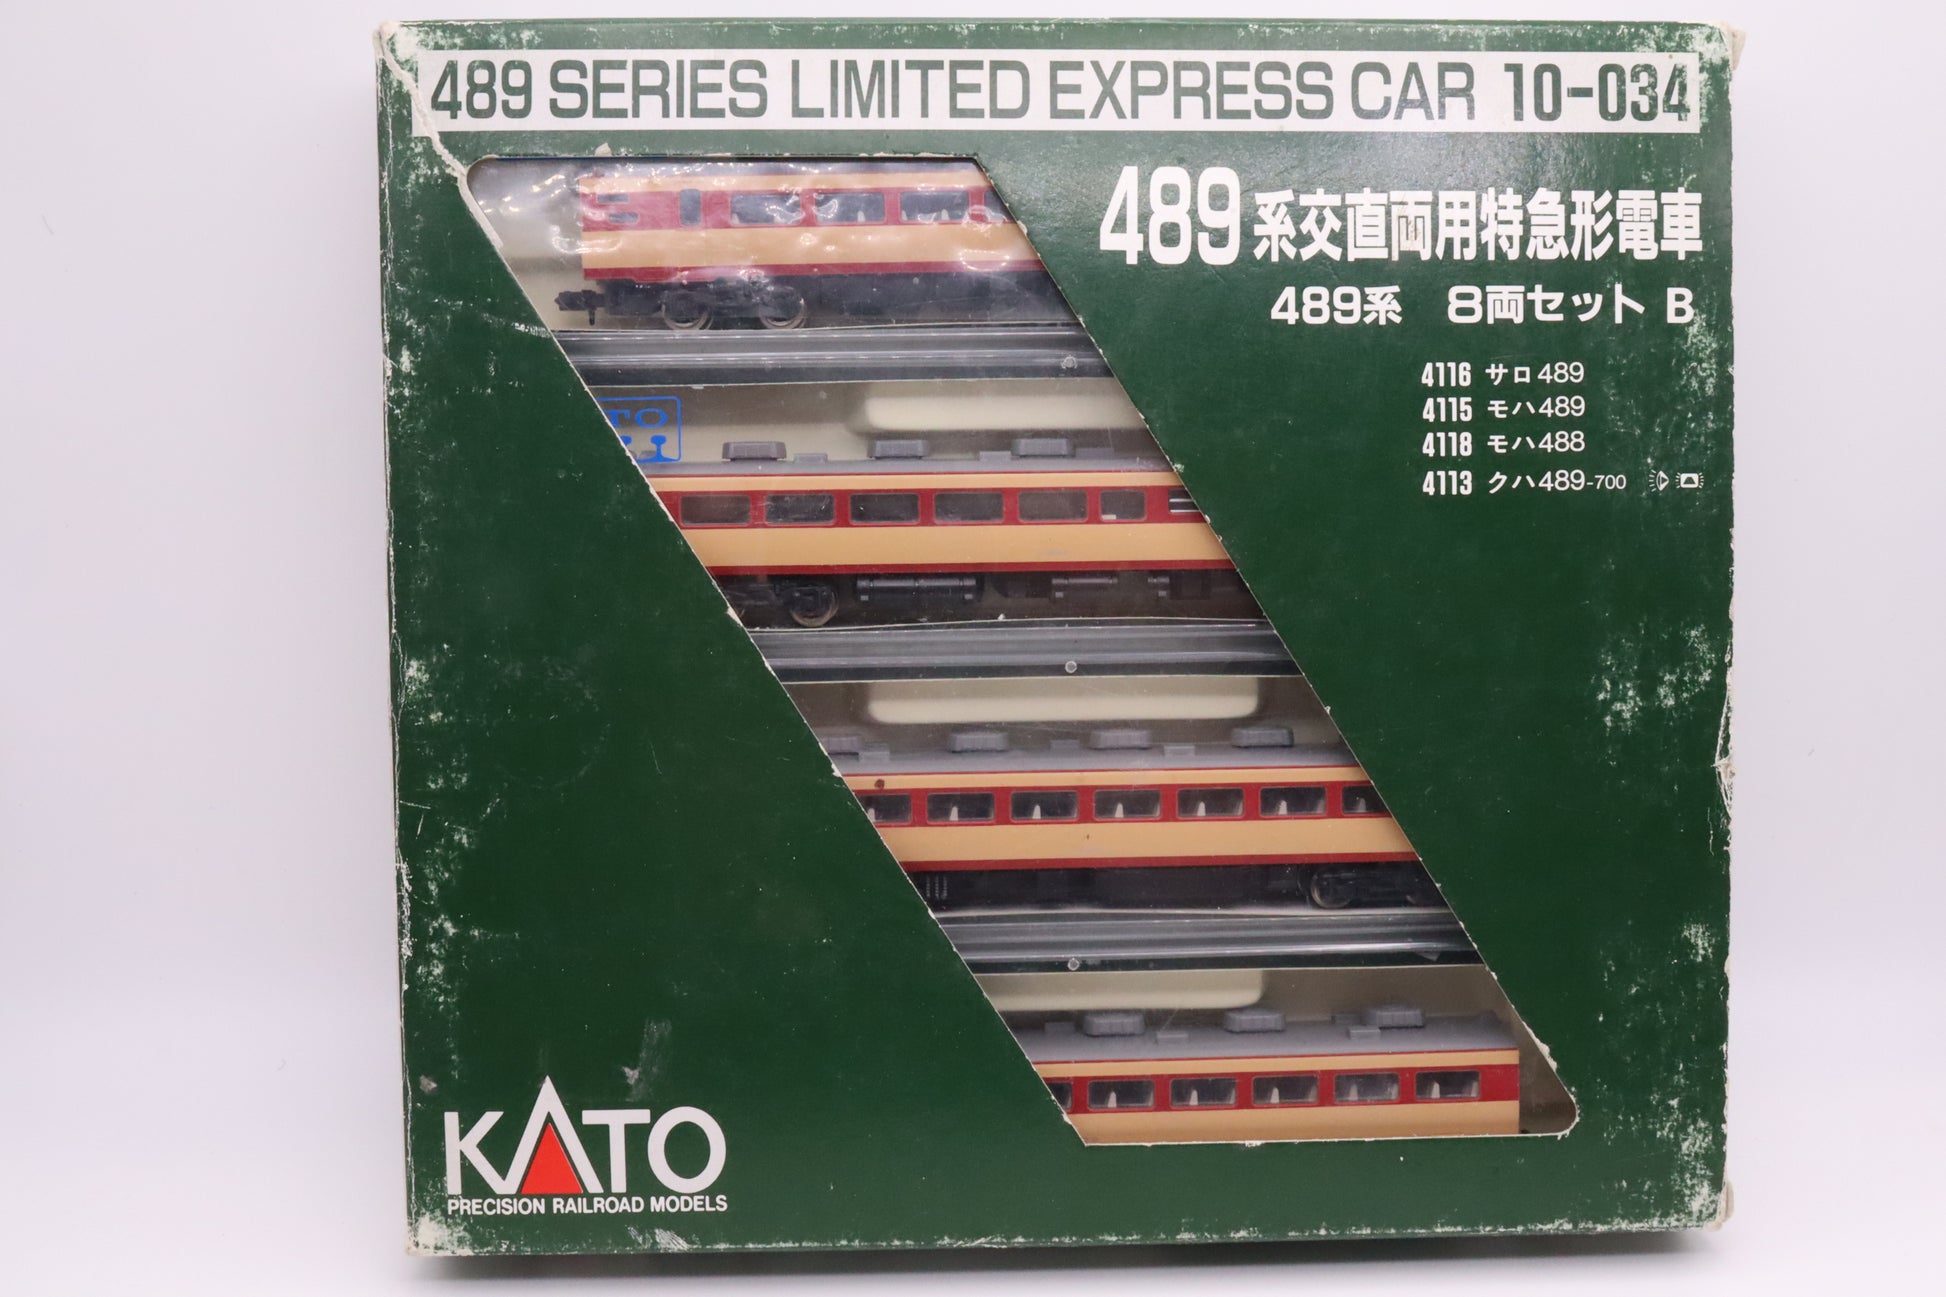 489 SERIES LIMITED EXPRESS CAR 10-034
489系交直両用特急形電車
489系 8両セット B
4116 サロ489
4115 モハ489
4118 モハ488
4113 クハ489-700
KATO
PRECISION RAILROAD MODELS